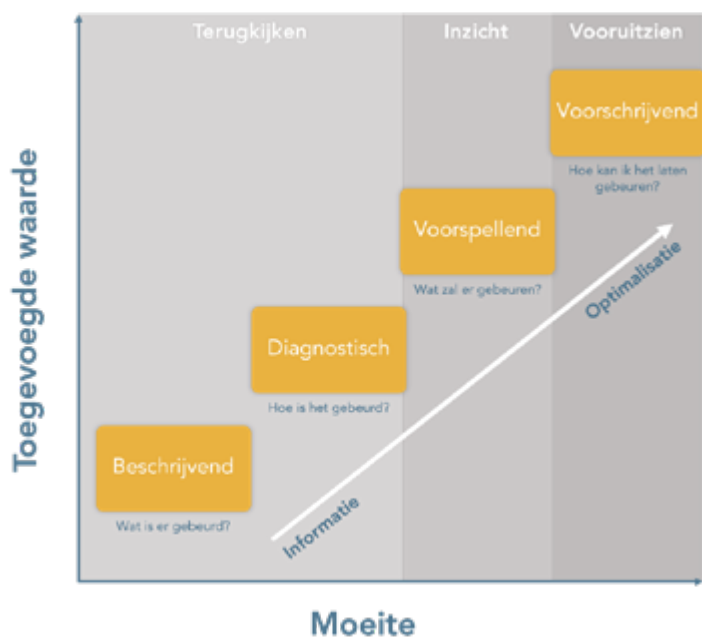 Terugkijken
Inzicht
Vooruitzien
Voorschrijvend
Hoe kan ik het laten
gebeuren?
Voorspellend
Wat zal er gebeuren?
Optimalisatie
Diagnostisch
Hoe is het gebeurd?
Beschrijvend
Wat is er gebeurd?
Informatie
Toegevoegde waarde
Moeite